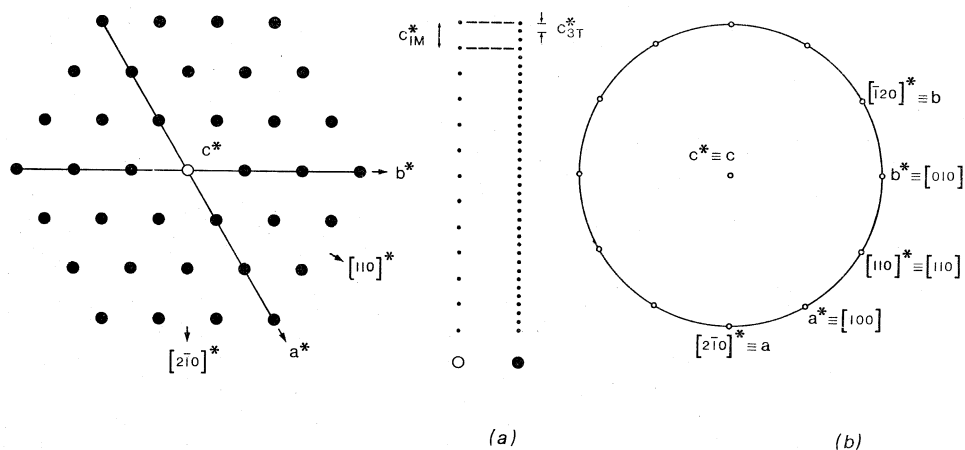 c*
b*
[110]*
a*
[2̄10]*
c*1M
c*3T
(a)
[1̄20]* ≡ b
c* ≡ c
b* ≡ [010]
[110]* ≡ [110]
a* ≡ [100]
[21̄0]* ≡ a
(b)